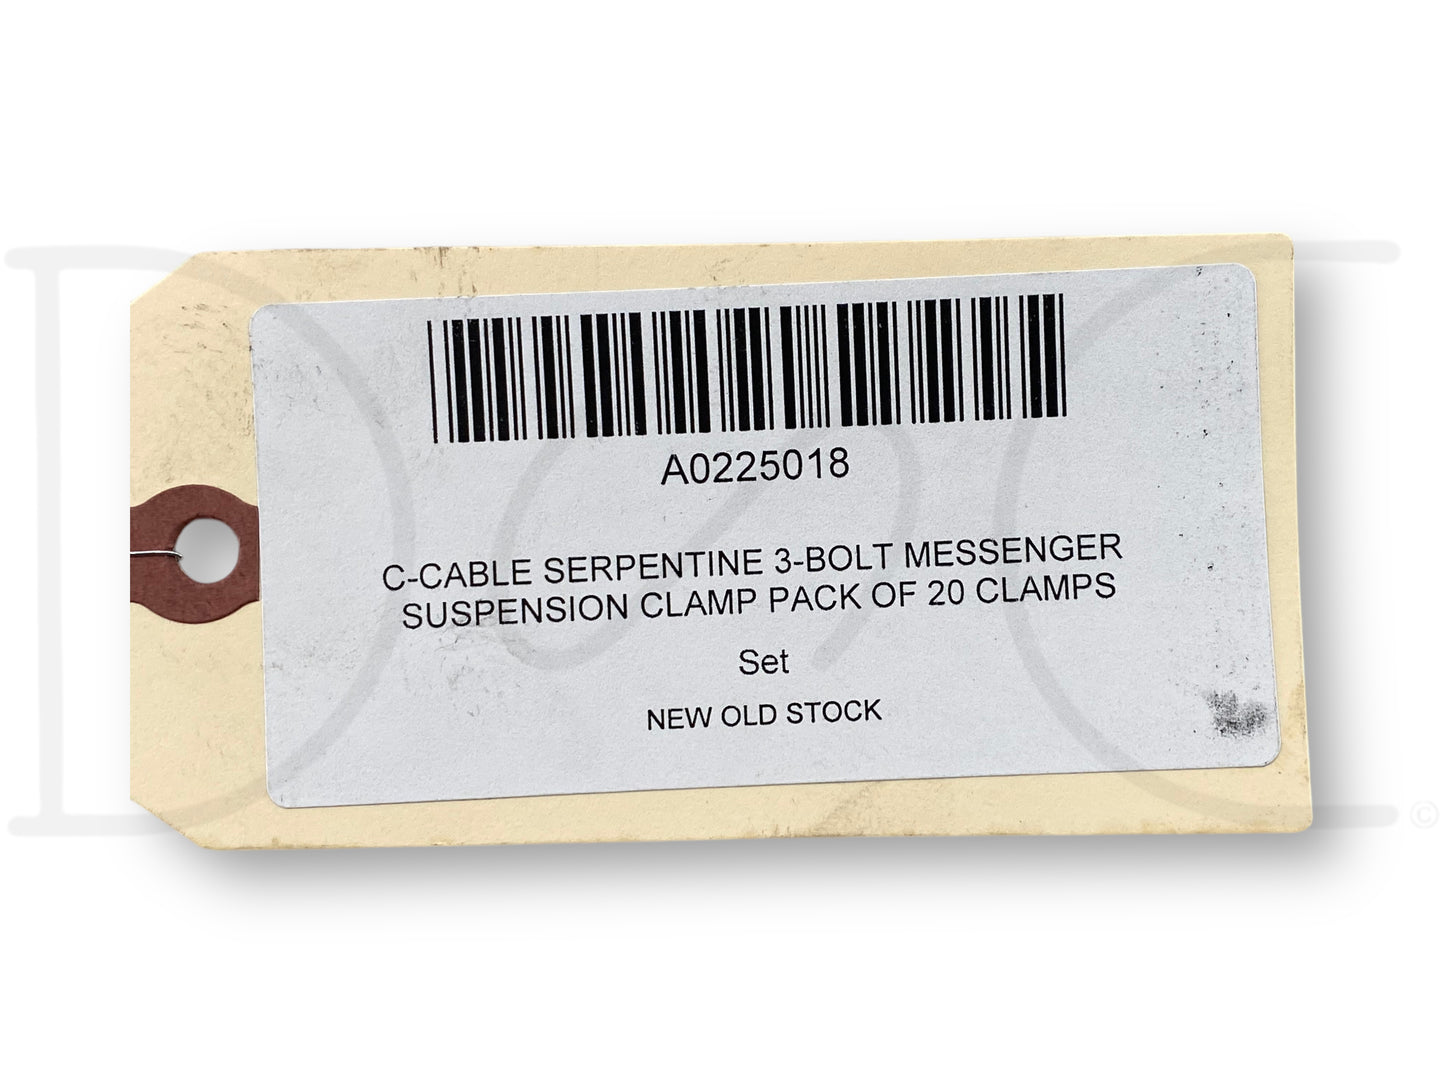 A0225018
C-CABLE SERPENTINE 3-BOLT MESSENGER
SUSPENSION CLAMP PACK OF 20 CLAMPS
Set
NEW OLD STOCK
©